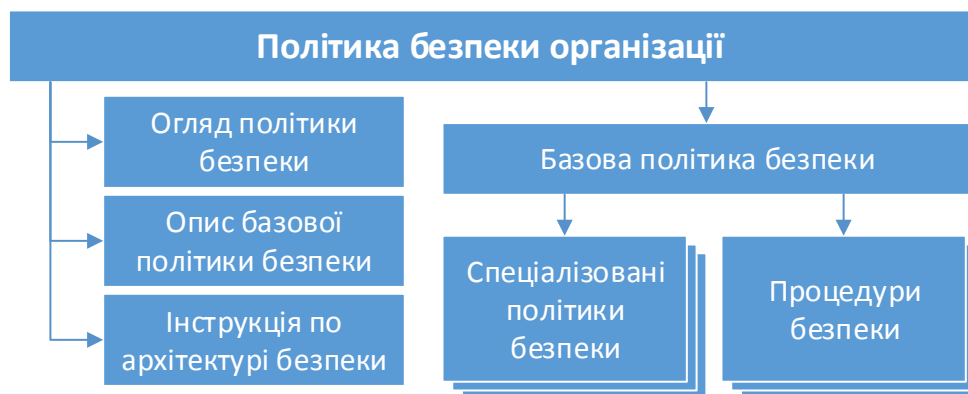 Політика безпеки організації
Огляд політики
безпеки
Опис базової
політики безпеки
Інструкція по
архітектурі безпеки
Базова політика безпеки
Спеціалізовані
політики
безпеки
Процедури
безпеки